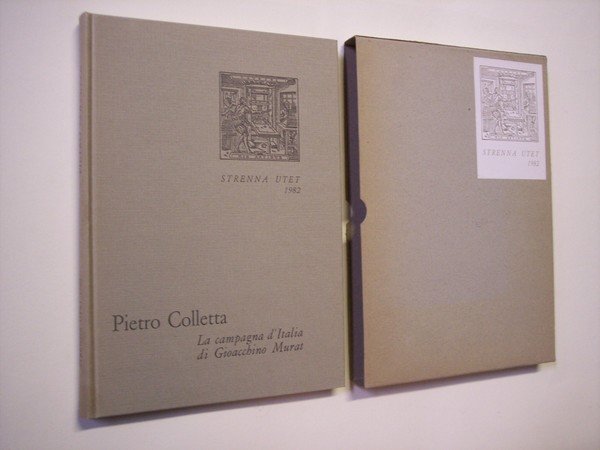 STRENNA UTET
1982
Pietro Colletta
La campagna d'Italia
di Gioacchino Murat
STRENNA UTET
1982